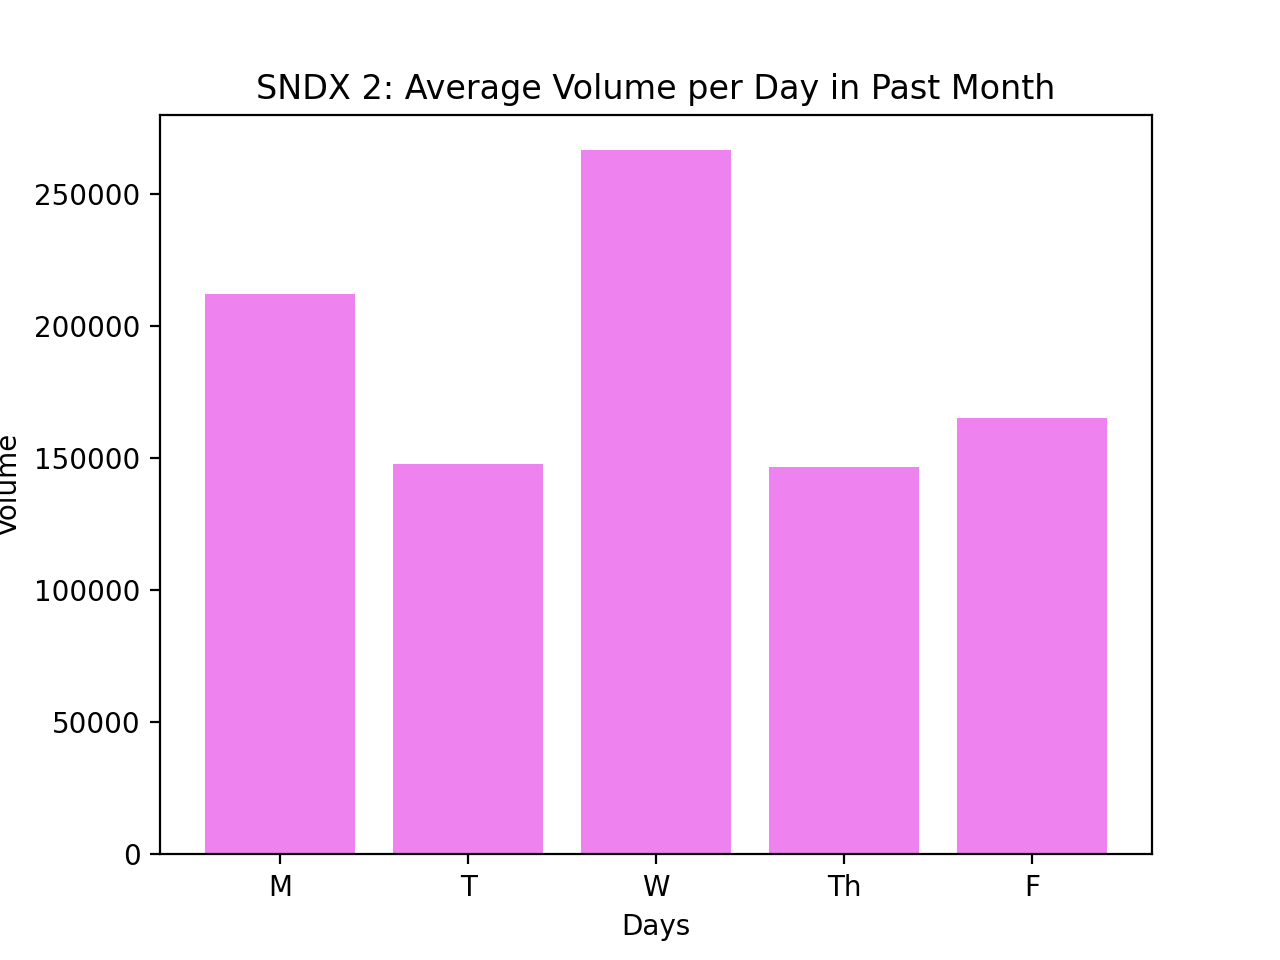 SNDX 2: Average Volume per Day in Past Month
250000
200000
150000
100000
50000
0
Volume
M T W Th F
Days